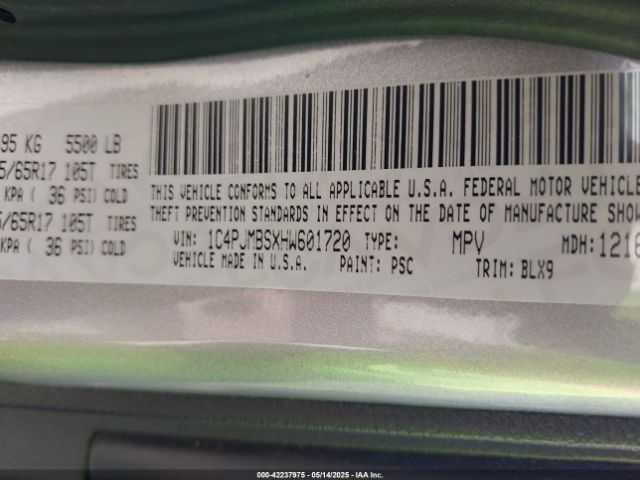 95 KG 5500 LB
5/65R17 105T TIRES
KPA ( 36 PSI) COLD
5/65R17 105T TIRES
KPA ( 36 PSI) COLD
THIS VEHICLE CONFORMS TO ALL APPLICABLE U.S.A. FEDERAL MOTOR VEHICLE
THEFT PREVENTION STANDARDS IN EFFECT ON THE DATE OF MANUFACTURE SHOW
VIN: 1C4PJMBSXHW601720 TYPE: MPV MDH: 1218
VEHICLE MADE IN U.S.A. PAINT: PSC TRIM: BLX9
000-42237975 - 05/14/2025 - IAA Inc.